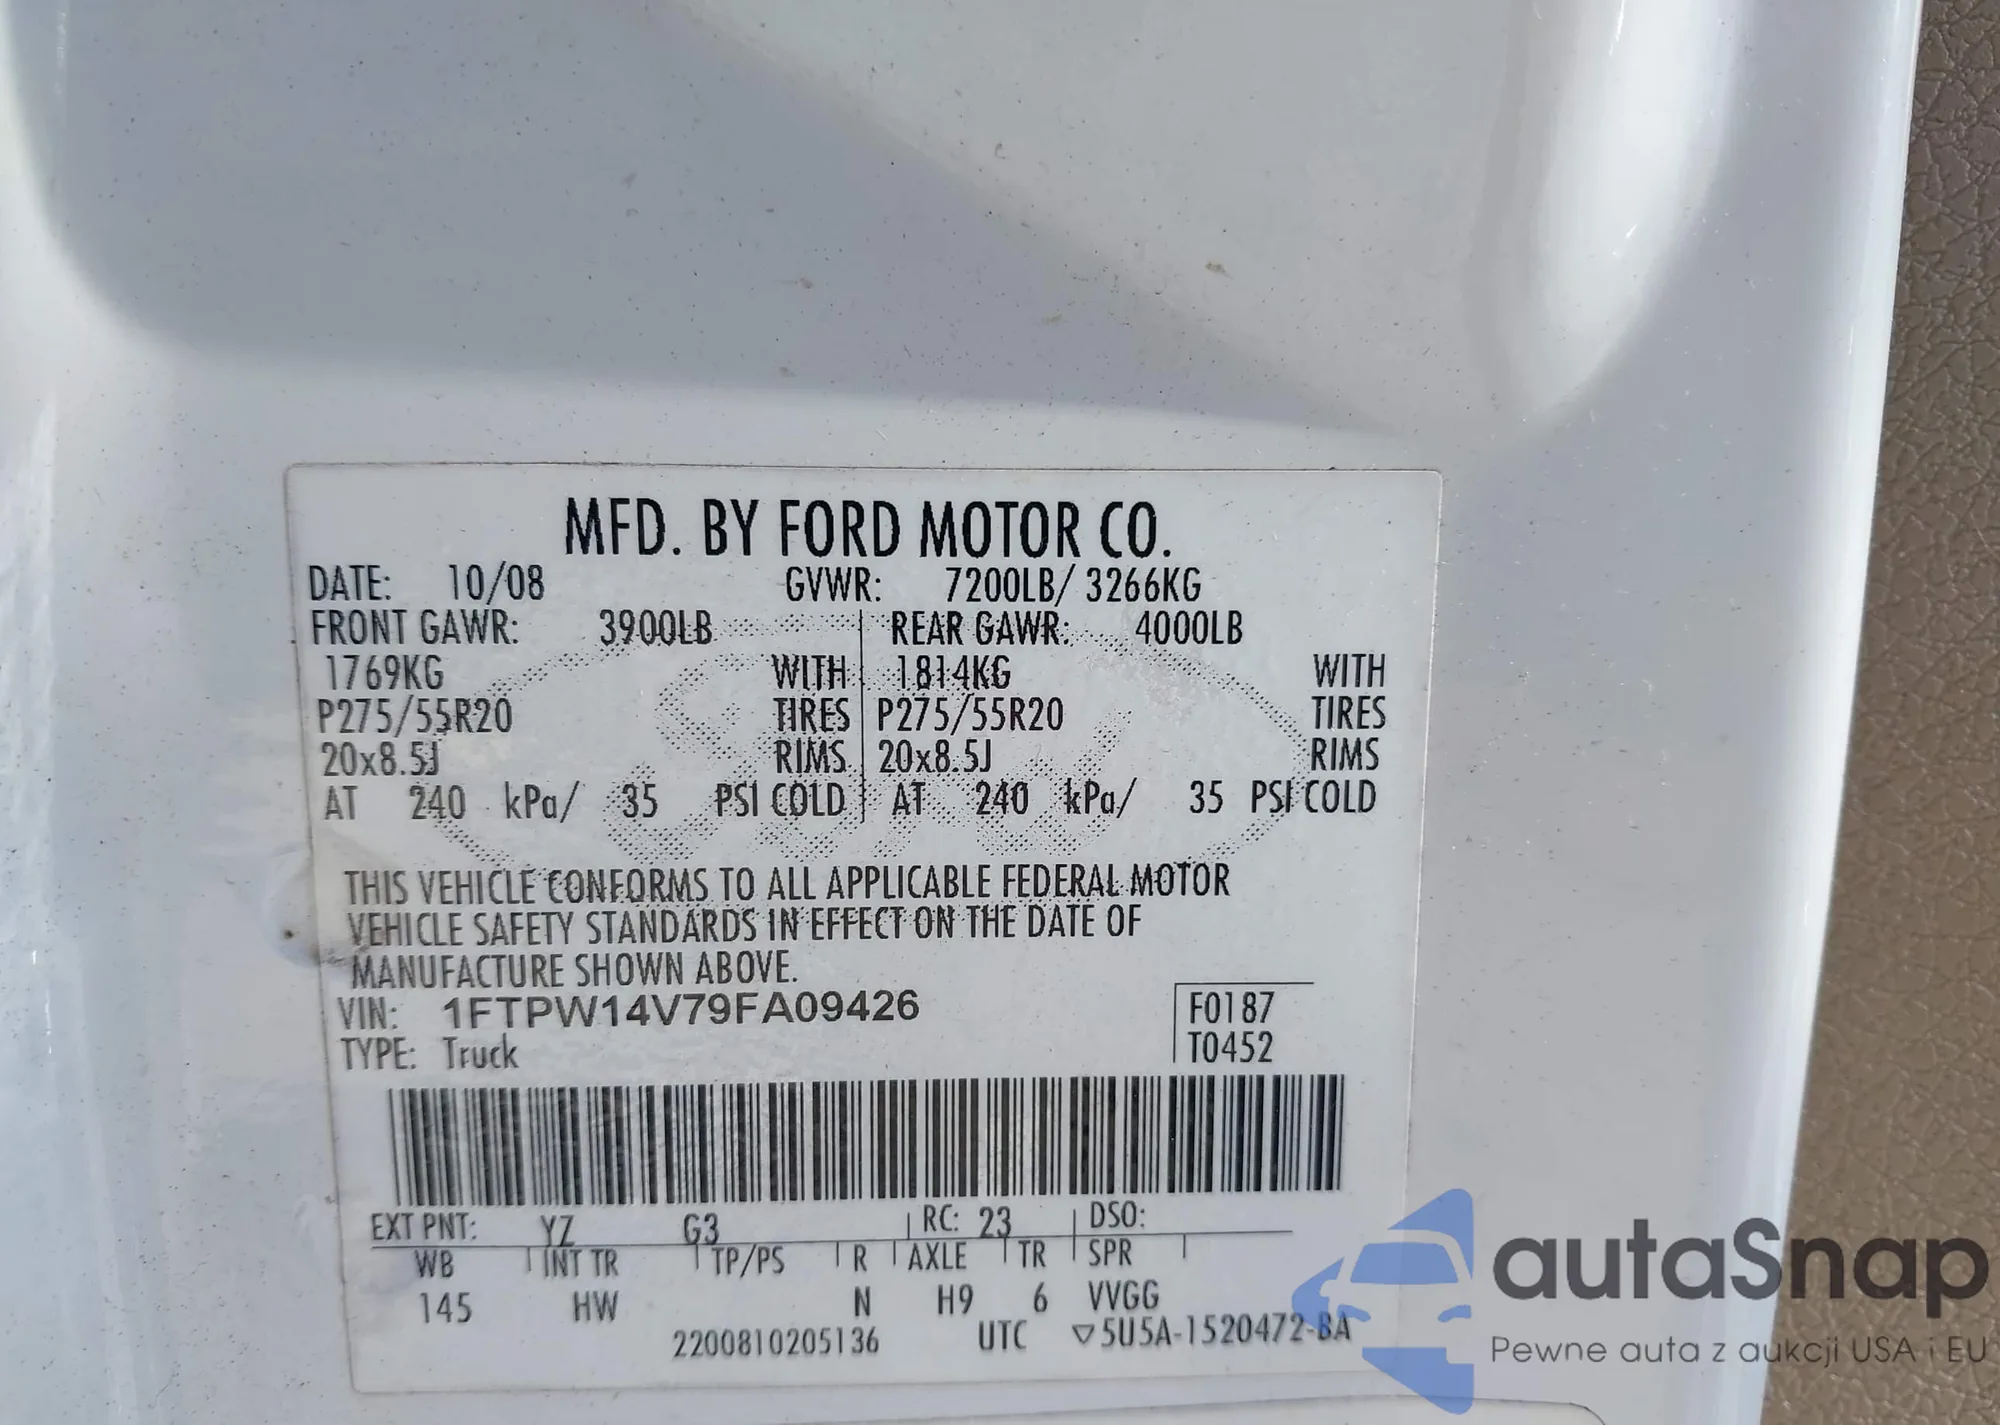 MFD. BY FORD MOTOR CO.
DATE: 10/08 GVWR: 7200LB/ 3266KG
FRONT GAWR: 3900LB REAR GAWR: 4000LB
1769KG WITH 1814KG WITH
P275/55R20 TIRES P275/55R20 TIRES
20x8.5J RIMS 20x8.5J RIMS
AT 240 kPa/ 35 PSI COLD AT 240 kPa/ 35 PSI COLD
THIS VEHICLE CONFORMS TO ALL APPLICABLE FEDERAL MOTOR
VEHICLE SAFETY STANDARDS IN EFFECT ON THE DATE OF
MANUFACTURE SHOWN ABOVE.
VIN: 1FTPW14V79FA09426 F0187
TYPE: Truck T0452
EXT PNT: YZ G3 RC: 23 DSO:
WB INT TR TP/PS R AXLE TR SPR
145 HW N H9 6 VVGG
2200810205136 UTC ▽5U5A-1520472-BA
autaSnap
Pewne auta z aukcji USA i EU